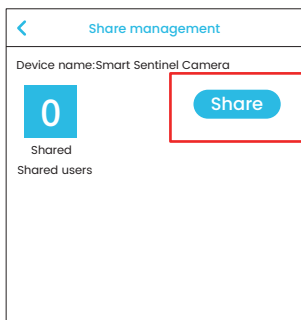 Share management
Device name:Smart Sentinel Camera
0
Share
Shared
Shared users